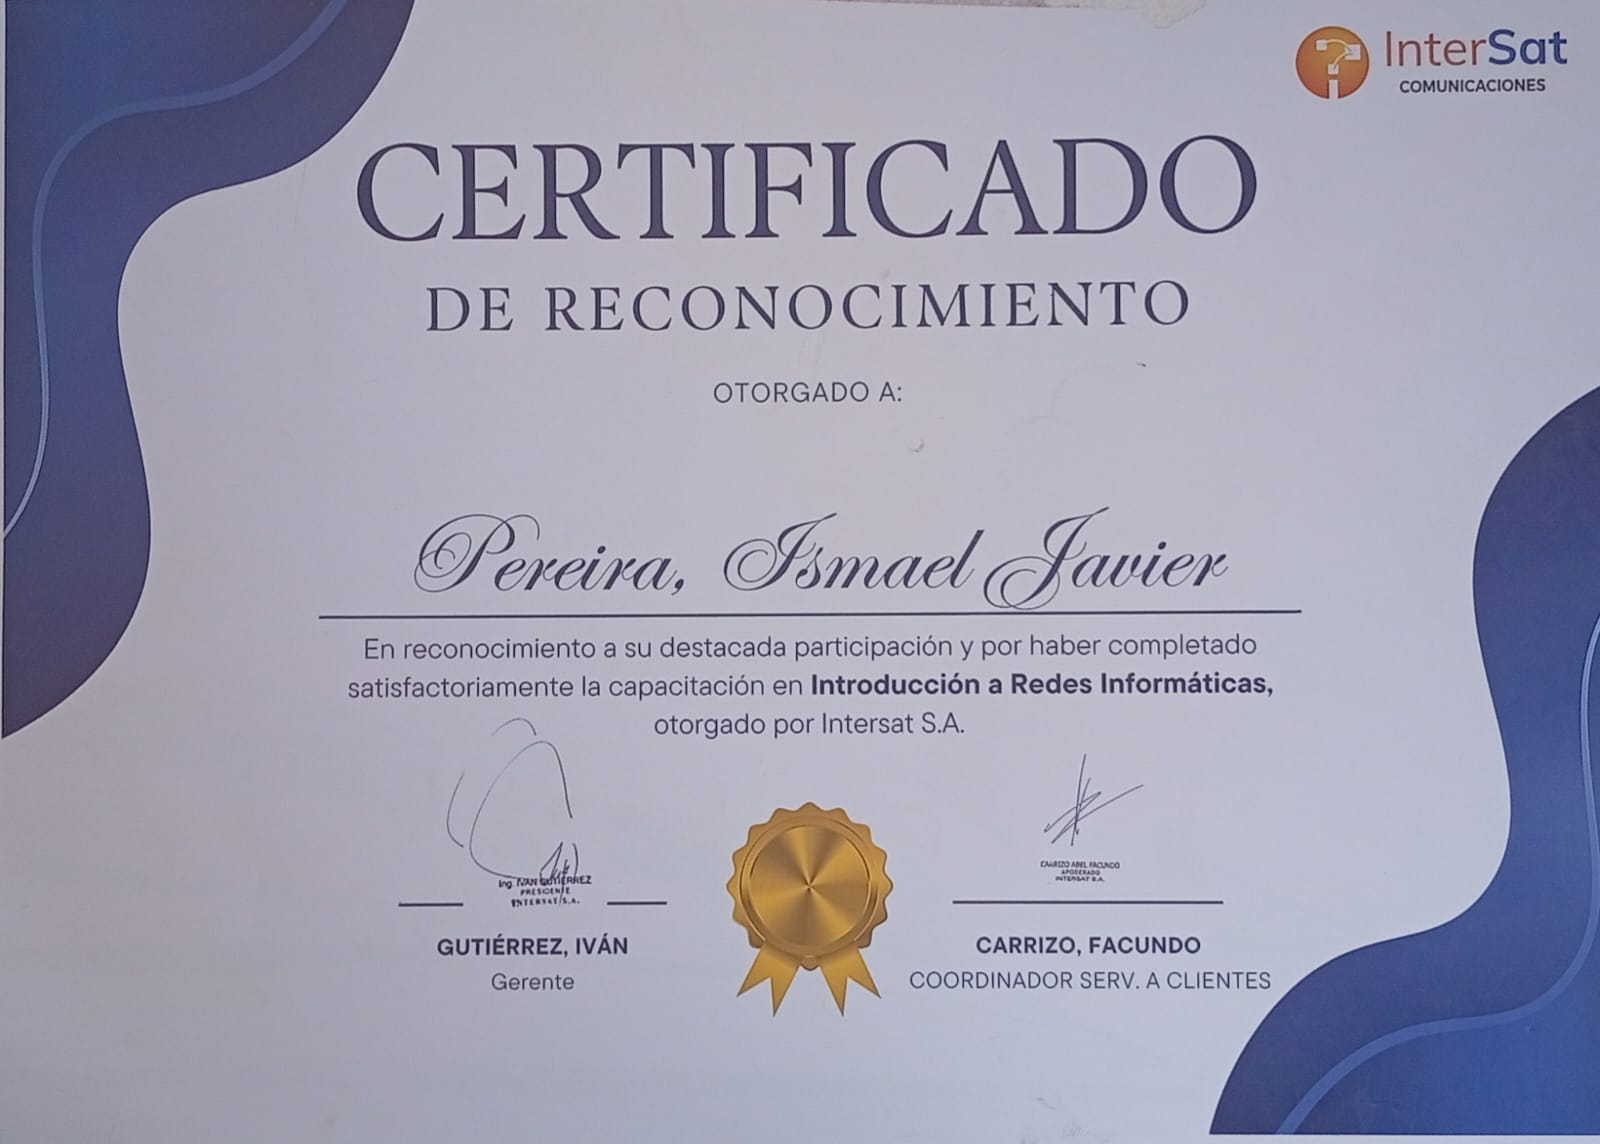 InterSat
COMUNICACIONES
CERTIFICADO
DE RECONOCIMIENTO
OTORGADO A:
Pereira, Ismael Javier
En reconocimiento a su destacada participación y por haber completado
satisfactoriamente la capacitación en Introducción a Redes Informáticas,
otorgado por Intersat S.A.
Ing. IVAN GUTIERREZ
PRESIDENTE
INTERSAT S.A.
CARRIZO ABEL FACUNDO
APODERADO
INTERSAT S.A.
GUTIÉRREZ, IVÁN
Gerente
CARRIZO, FACUNDO
COORDINADOR SERV. A CLIENTES